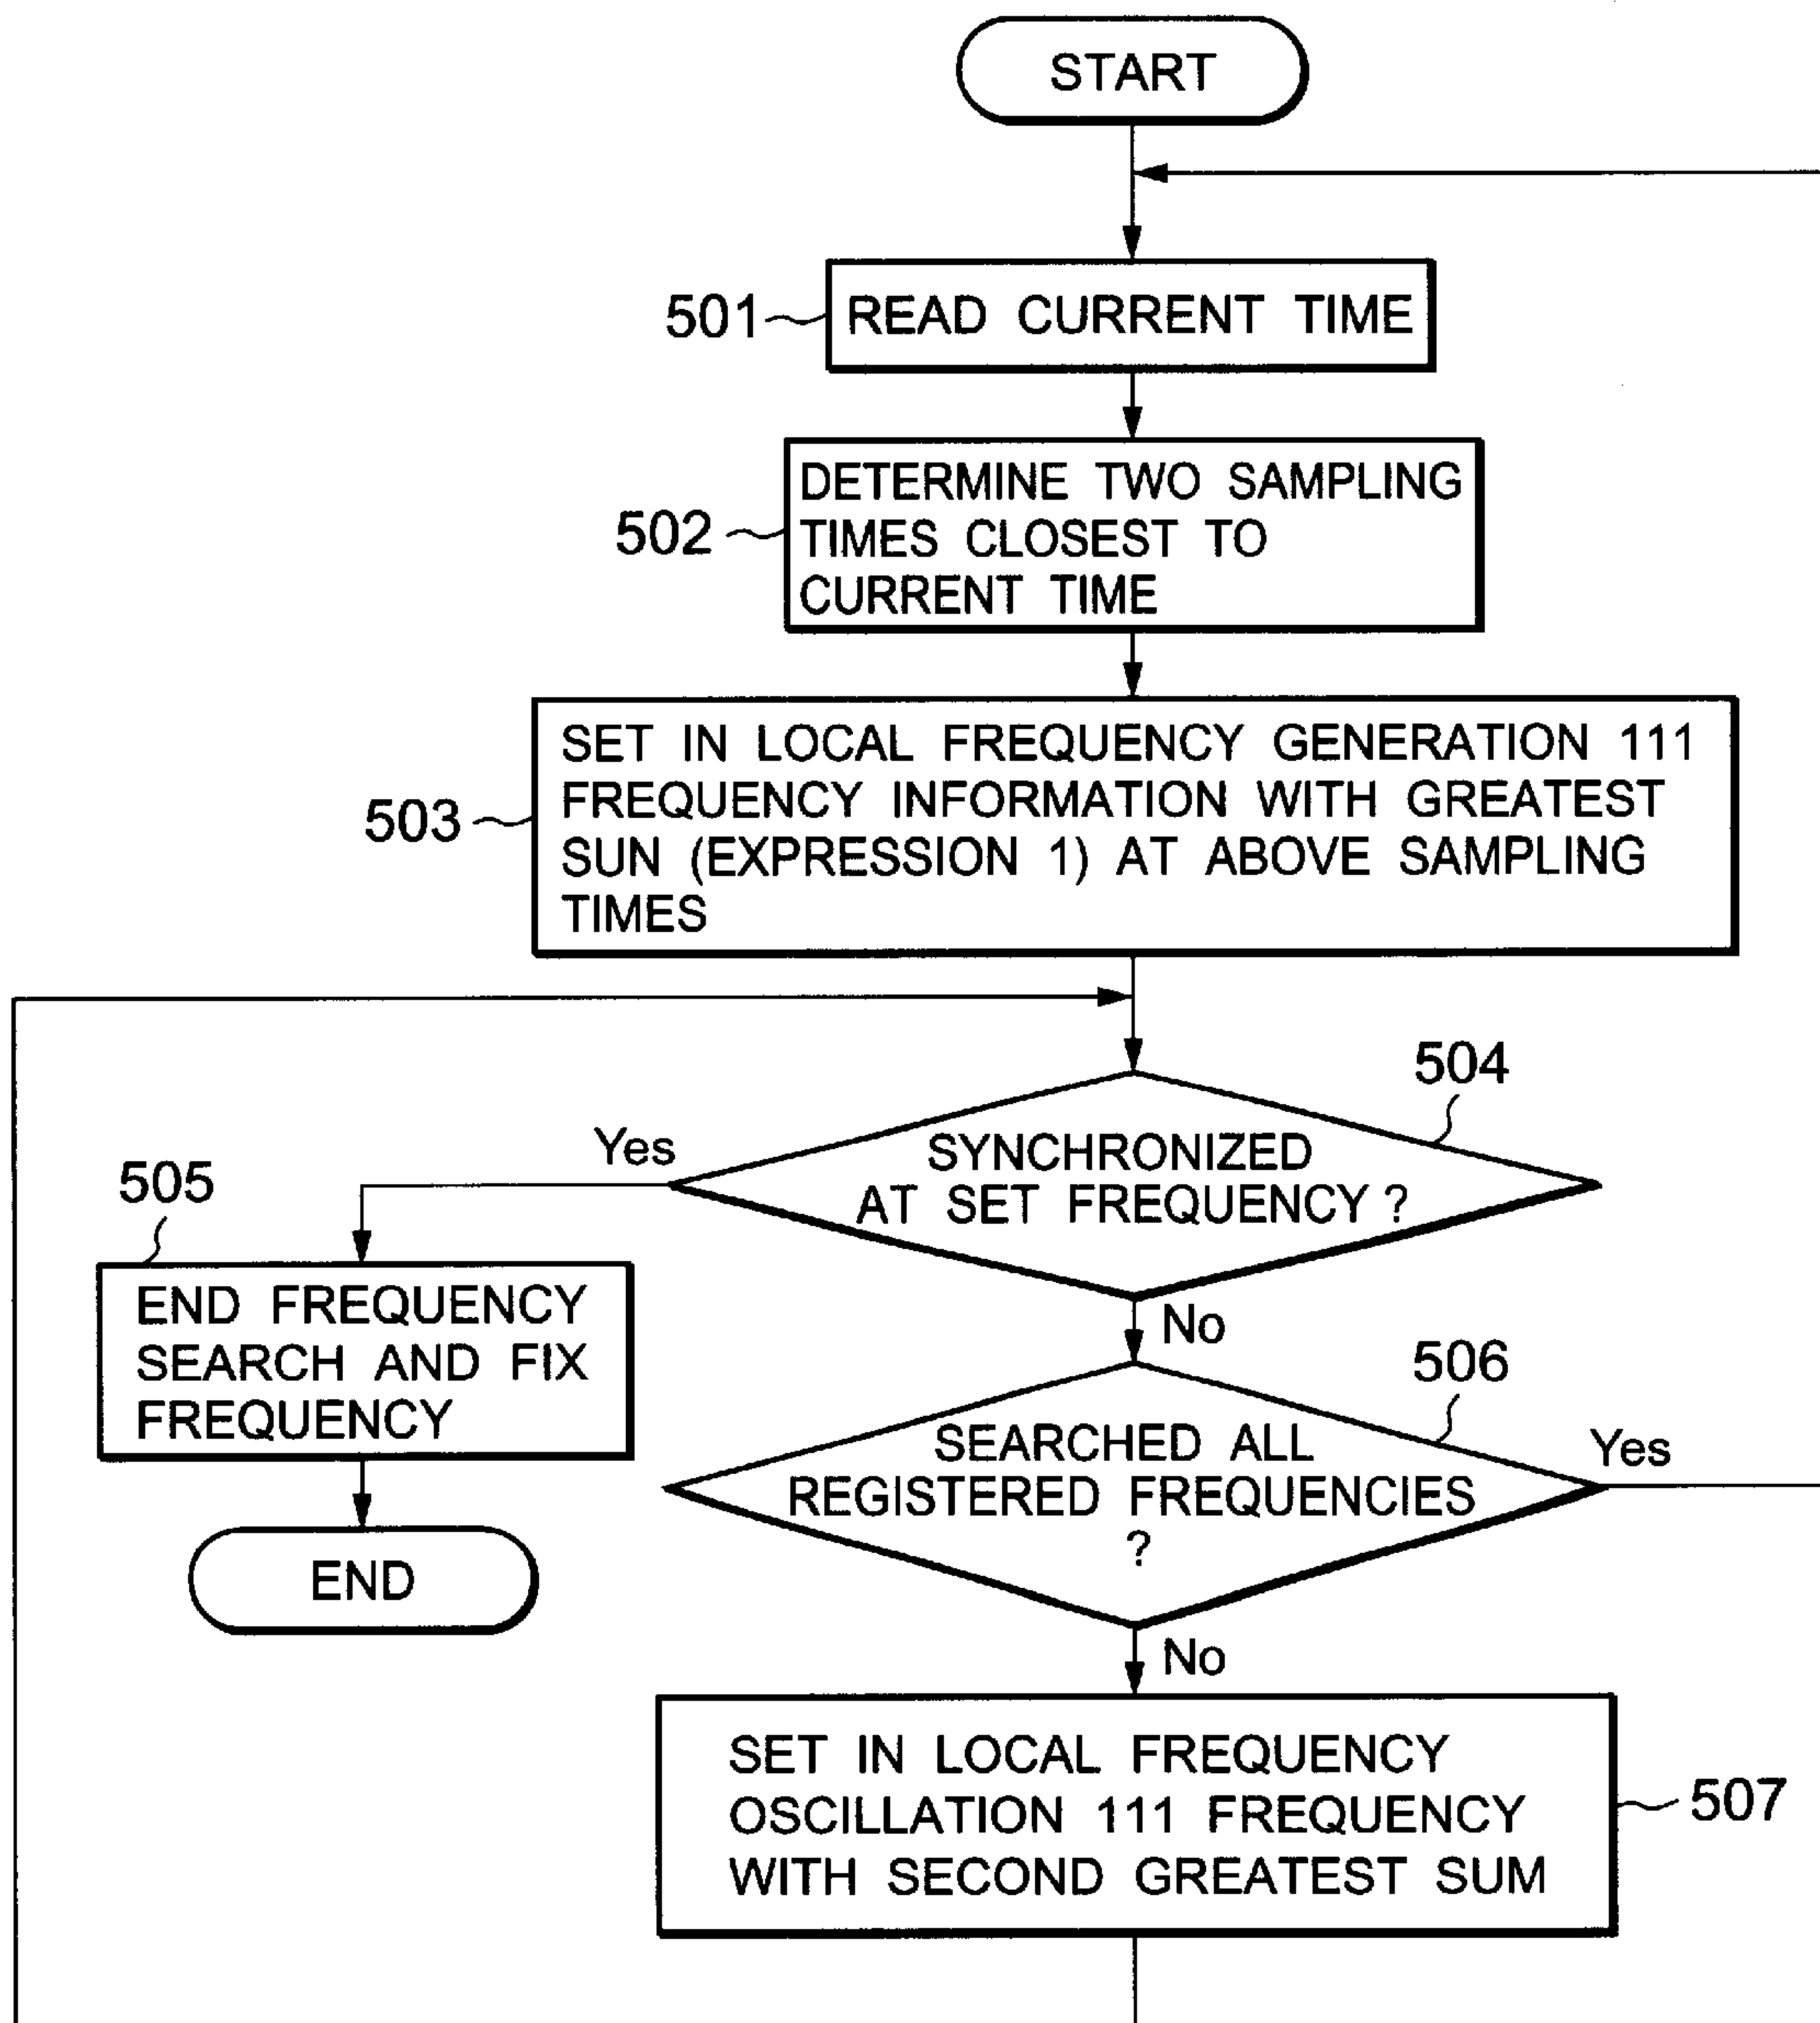 START
501
READ CURRENT TIME
502
DETERMINE TWO SAMPLING
TIMES CLOSEST TO
CURRENT TIME
503
SET IN LOCAL FREQUENCY GENERATION 111
FREQUENCY INFORMATION WITH GREATEST
SUN (EXPRESSION 1) AT ABOVE SAMPLING
TIMES
504
SYNCHRONIZED
AT SET FREQUENCY ?
Yes
505
END FREQUENCY
SEARCH AND FIX
FREQUENCY
END
No
506
SEARCHED ALL
REGISTERED FREQUENCIES
?
Yes
No
SET IN LOCAL FREQUENCY
OSCILLATION 111 FREQUENCY
WITH SECOND GREATEST SUM
507